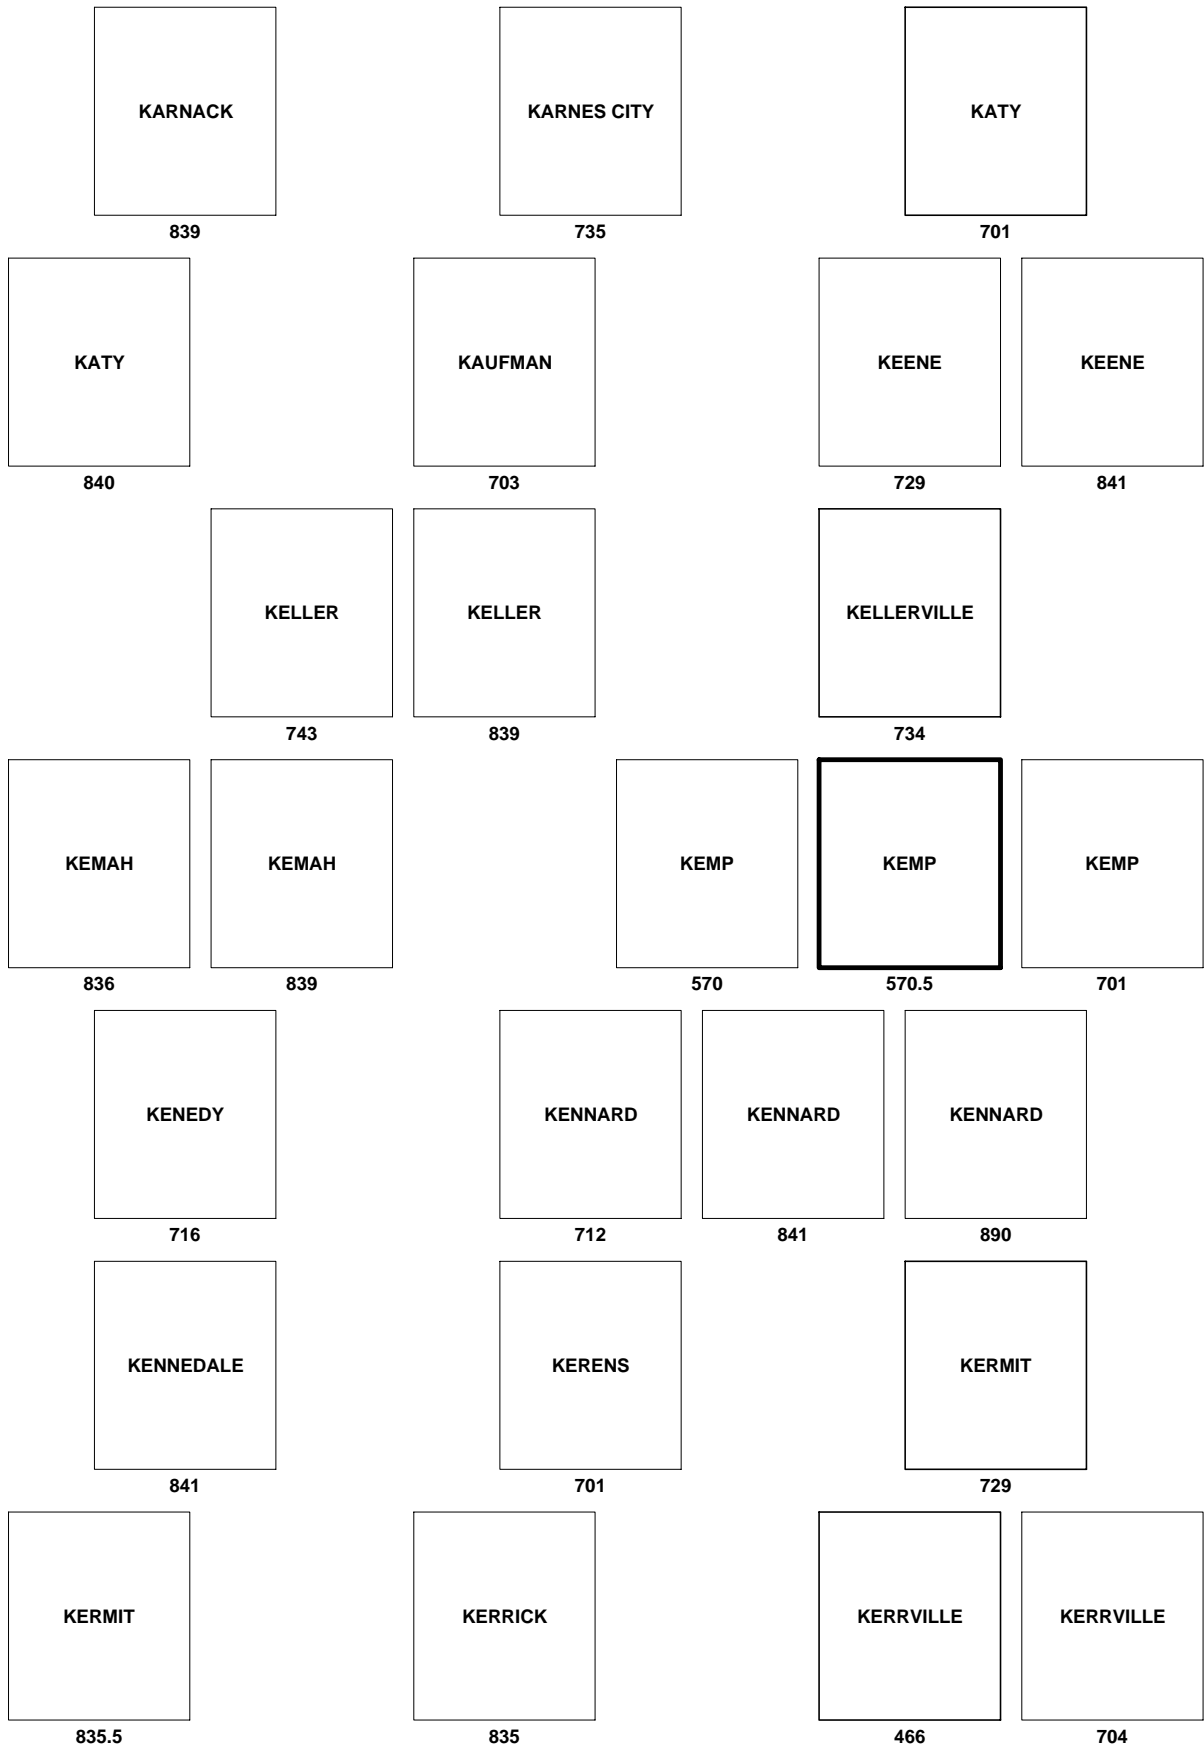 KARNACK KARNES CITY KATY
839 735 701
KATY KAUFMAN KEENE KEENE
840 703 729 841
KELLER KELLER KELLERVILLE
743 839 734
KEMAH KEMAH KEMP KEMP KEMP
836 839 570 570.5 701
KENEDY KENNARD KENNARD KENNARD
716 712 841 890
KENNEDALE KERENS KERMIT
841 701 729
KERMIT KERRICK KERRVILLE KERRVILLE
835.5 835 466 704